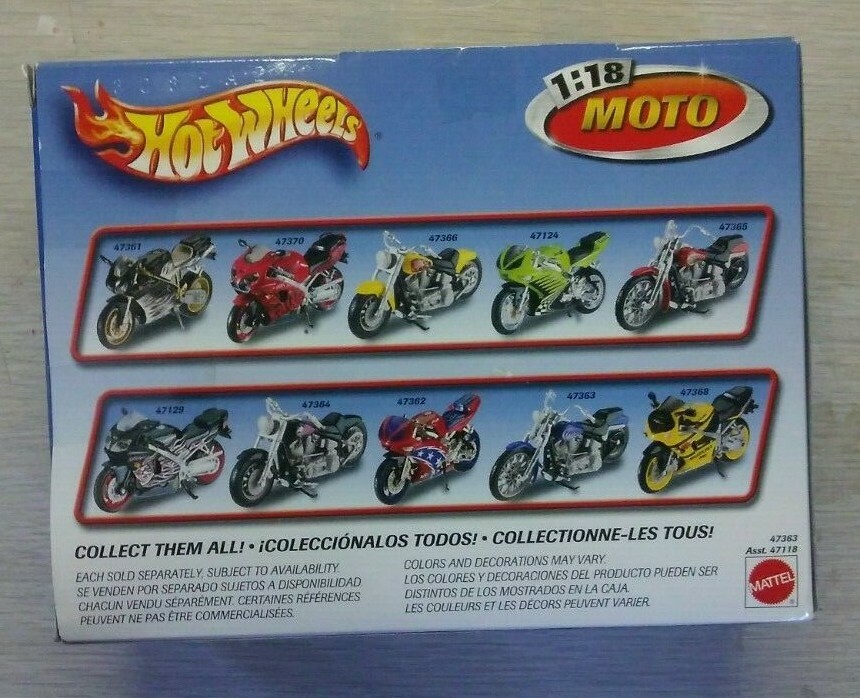 Hot Wheels
1:18
MOTO
47361
47370
47366
47124
47365
47129
47364
47362
47363
47368
COLLECT THEM ALL! • ¡COLECCIÓNALOS TODOS! • COLLECTIONNE-LES TOUS!
EACH SOLD SEPARATELY, SUBJECT TO AVAILABILITY.
SE VENDEN POR SEPARADO SUJETOS A DISPONIBILIDAD
CHACUN VENDU SÉPARÉMENT. CERTAINES RÉFÉRENCES
PEUVENT NE PAS ÊTRE COMMERCIALISÉES.
COLORS AND DECORATIONS MAY VARY.
LOS COLORES Y DECORACIONES DEL PRODUCTO PUEDEN SER
DISTINTOS DE LOS MOSTRADOS EN LA CAJA.
LES COULEURS ET LES DÉCORS PEUVENT VARIER.
47363
Asst. 47118
MATTEL